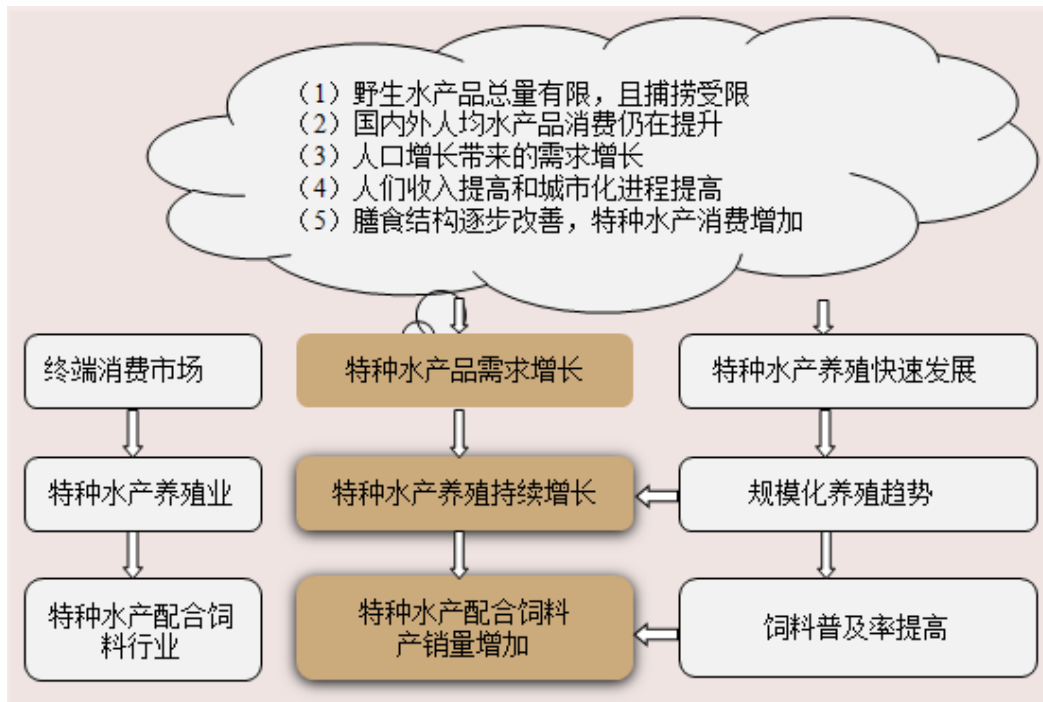 （1）野生水产品总量有限，且捕捞受限
（2）国内外人均水产品消费仍在提升
（3）人口增长带来的需求增长
（4）人们收入提高和城市化进程提高
（5）膳食结构逐步改善，特种水产消费增加
终端消费市场
特种水产品需求增长
特种水产养殖快速发展
特种水产养殖业
特种水产养殖持续增长
规模化养殖趋势
特种水产配合饲
料行业
特种水产配合饲料
产销量增加
饲料普及率提高